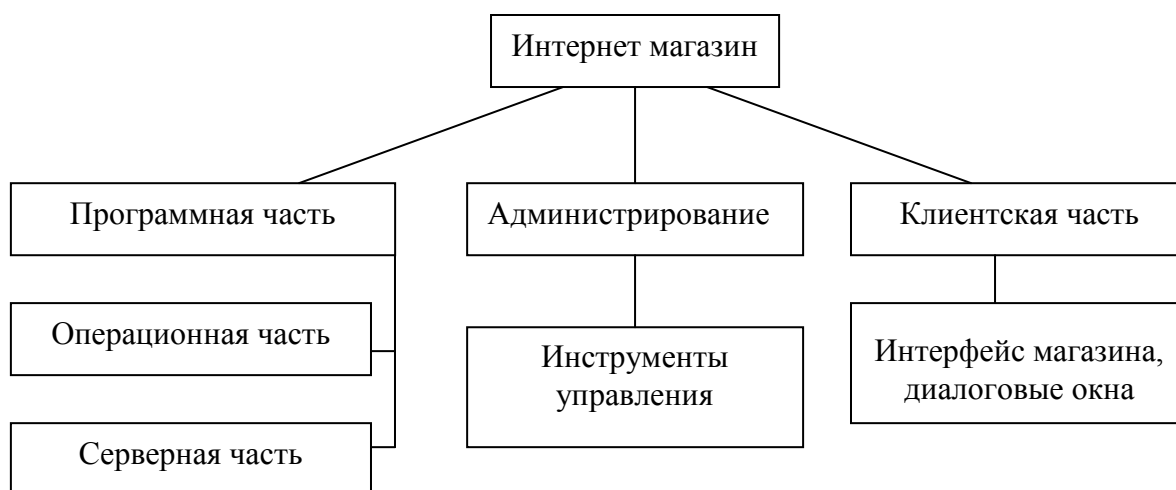 Интернет магазин
Программная часть
Администрирование
Клиентская часть
Операционная часть
Инструменты
управления
Интерфейс магазина,
диалоговые окна
Серверная часть